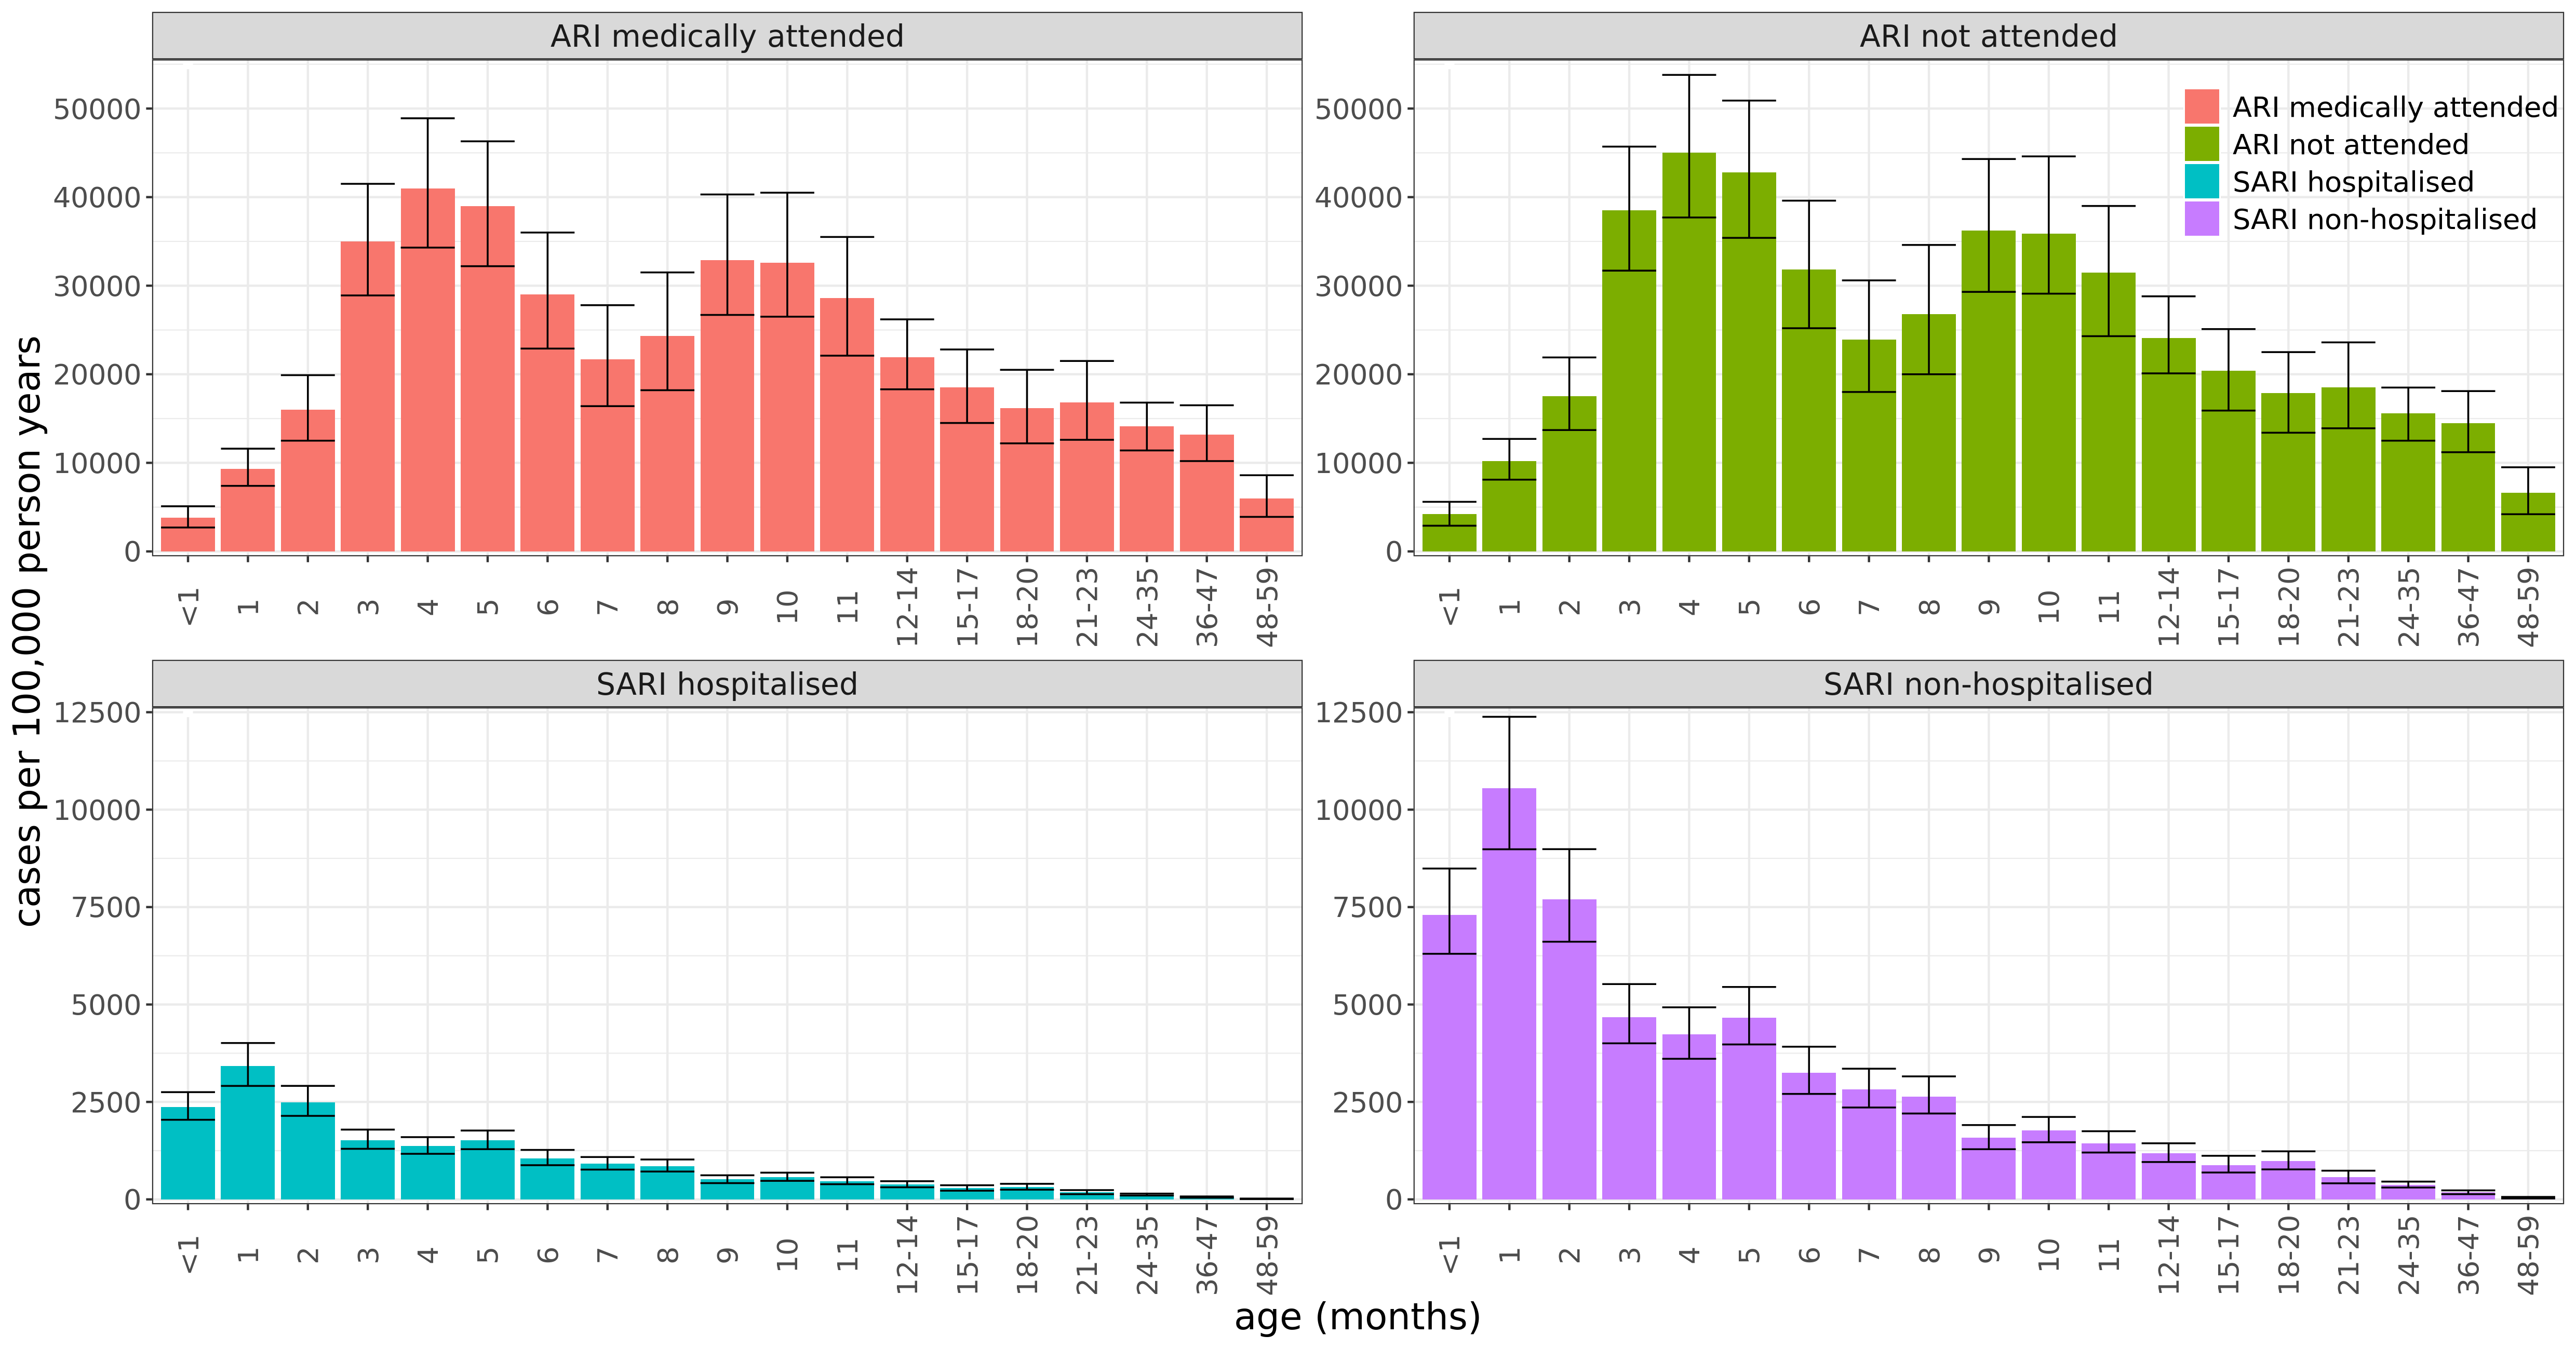 ARI medically attended
ARI not attended
cases per 100,000 person years
50000
40000
30000
20000
10000
0
<1 1 2 3 4 5 6 7 8 9 10 11 12-14 15-17 18-20 21-23 24-35 36-47 48-59
50000
40000
30000
20000
10000
0
<1 1 2 3 4 5 6 7 8 9 10 11 12-14 15-17 18-20 21-23 24-35 36-47 48-59
ARI medically attended
ARI not attended
SARI hospitalised
SARI non-hospitalised
SARI hospitalised
SARI non-hospitalised
12500
10000
7500
5000
2500
0
<1 1 2 3 4 5 6 7 8 9 10 11 12-14 15-17 18-20 21-23 24-35 36-47 48-59
12500
10000
7500
5000
2500
0
<1 1 2 3 4 5 6 7 8 9 10 11 12-14 15-17 18-20 21-23 24-35 36-47 48-59
age (months)